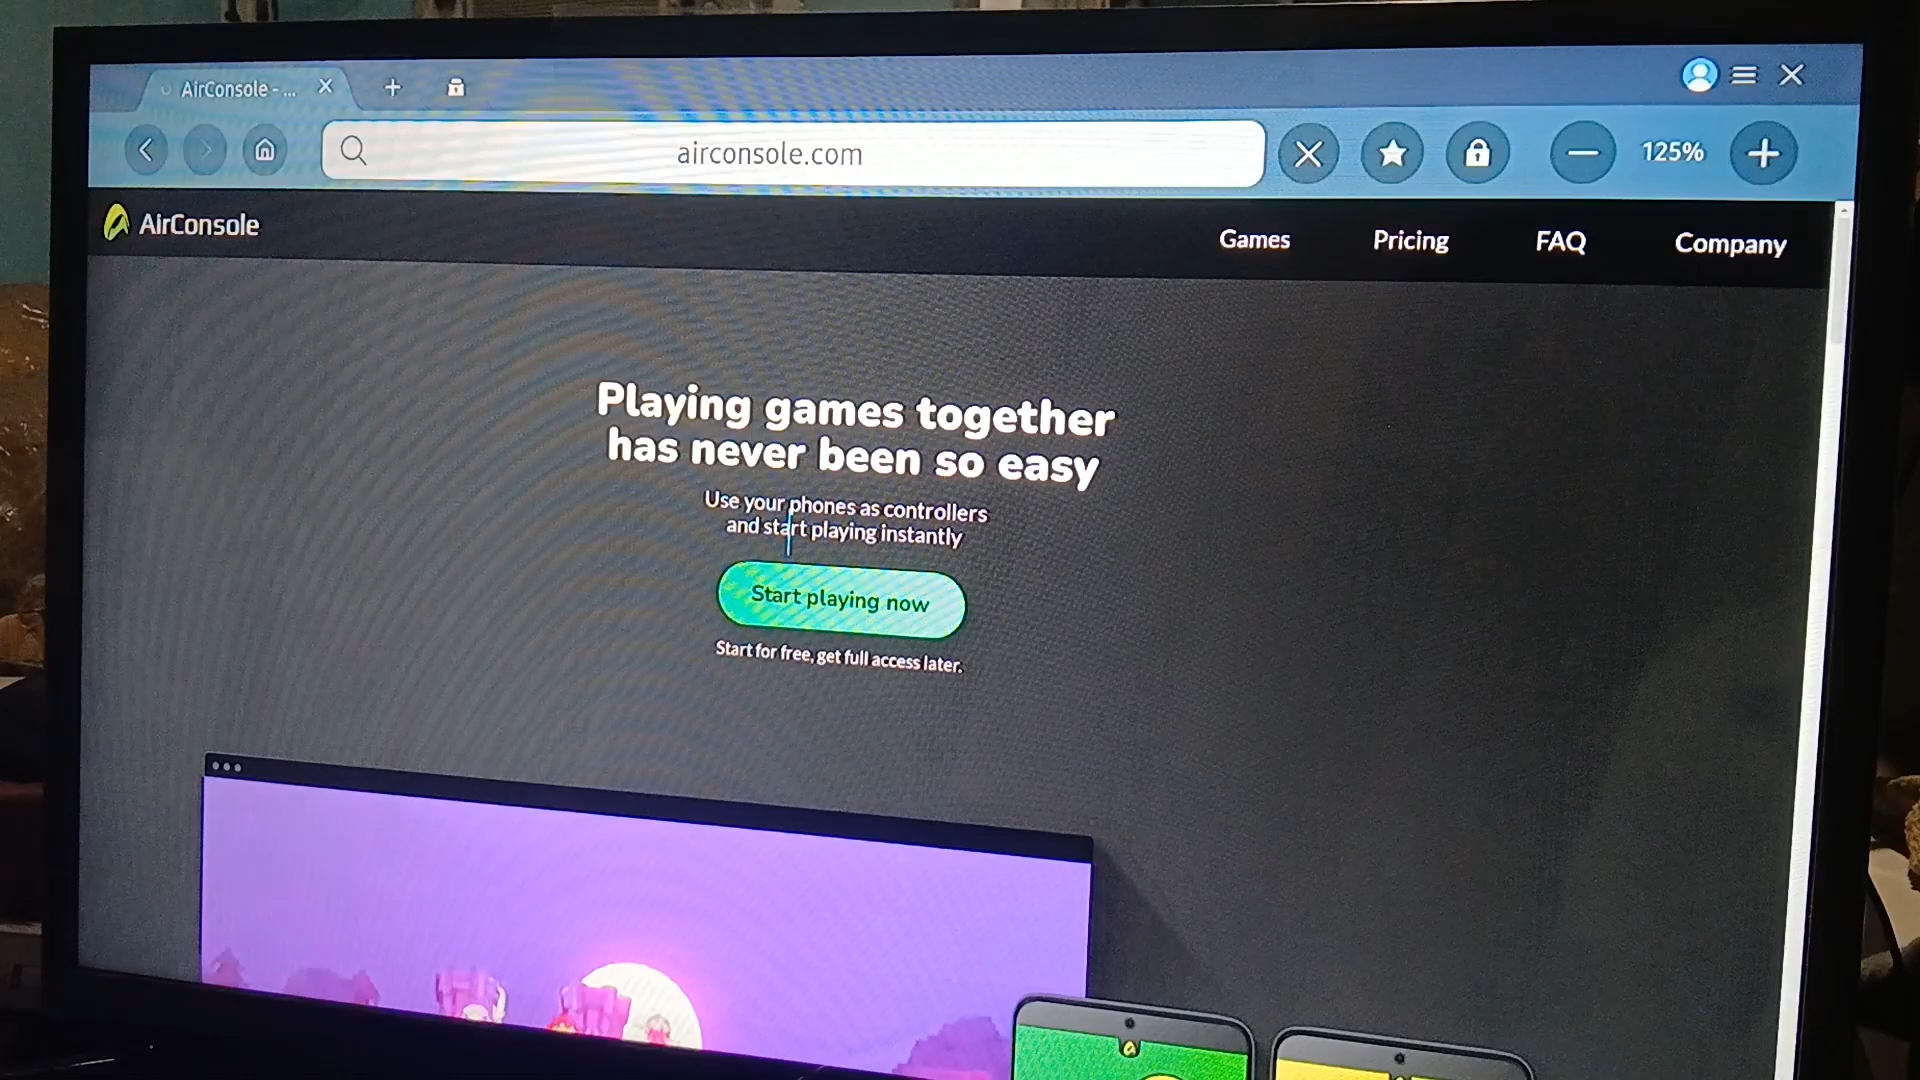 AirConsole - ...
airconsole.com
125%
AirConsole
Games
Pricing
FAQ
Company
Playing games together
has never been so easy
Use your phones as controllers
and start playing instantly
Start playing now
Start for free, get full access later.